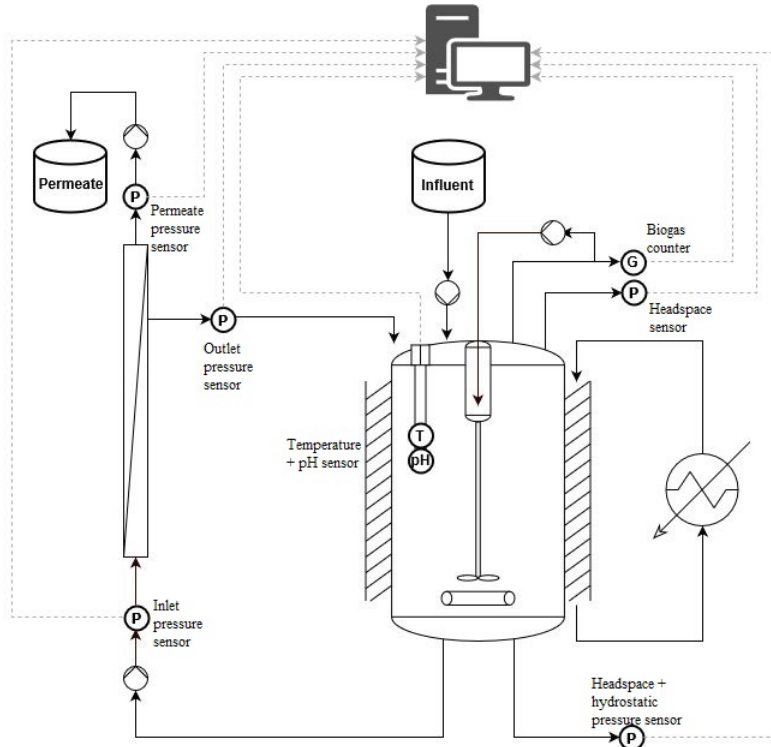 Permeate
P
Permeate
pressure
sensor
Influent
Biogas
counter
G
P
Headspace
sensor
P
Outlet
pressure
sensor
Temperature
+ pH sensor
T
pH
P
Inlet
pressure
sensor
Headspace +
hydrostatic
pressure sensor
P